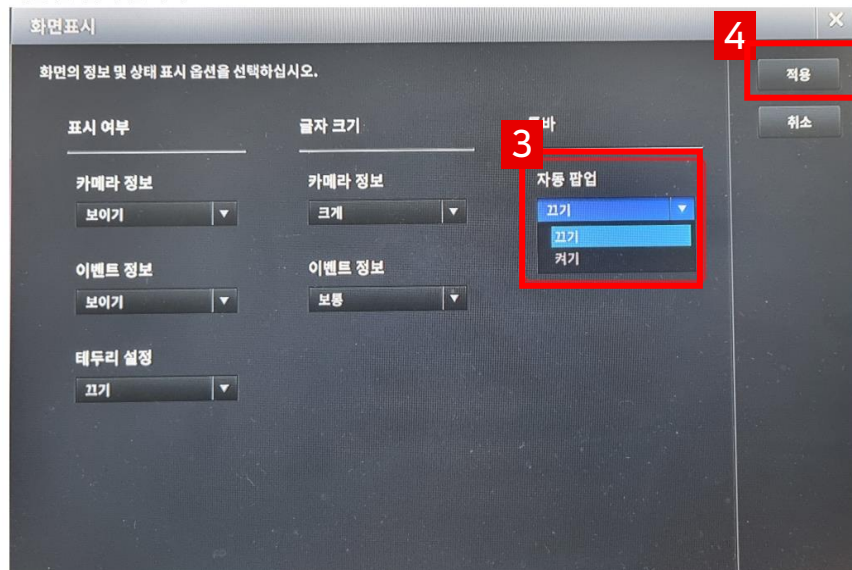 화면표시
4
화면의 정보 및 상태 표시 옵션을 선택하십시오.
적용
취소
표시 여부
글자 크기
바
3
카메라 정보
보이기
카메라 정보
크게
자동 팝업
끄기
끄기
켜기
이벤트 정보
보이기
이벤트 정보
보통
테두리 설정
끄기